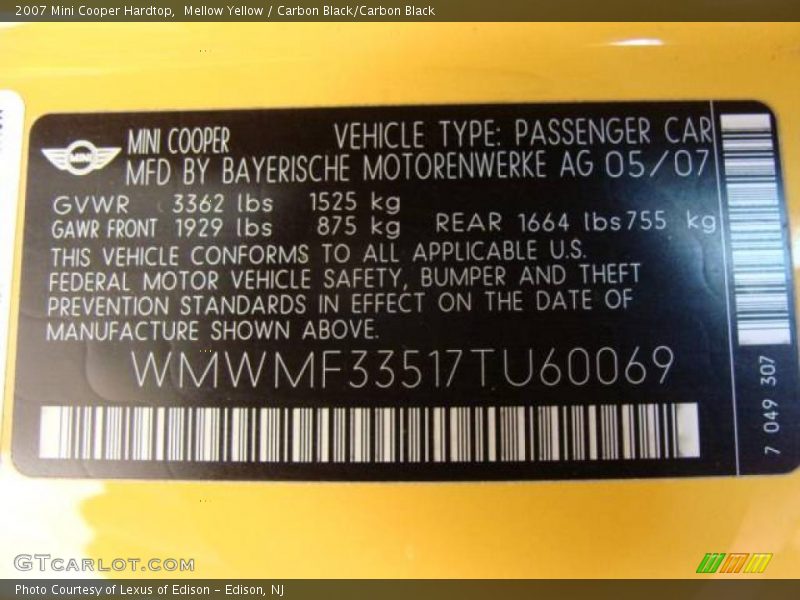 2007 Mini Cooper Hardtop,  Mellow Yellow / Carbon Black/Carbon Black
MINI
MINI COOPER VEHICLE TYPE: PASSENGER CAR
MFD BY BAYERISCHE MOTORENWERKE AG 05/07
GVWR 3362 lbs 1525 kg
GAWR FRONT 1929 lbs 875 kg REAR 1664 lbs 755 kg
THIS VEHICLE CONFORMS TO ALL APPLICABLE U.S.
FEDERAL MOTOR VEHICLE SAFETY, BUMPER AND THEFT
PREVENTION STANDARDS IN EFFECT ON THE DATE OF
MANUFACTURE SHOWN ABOVE.
WMWMF33517TU60069
7 049 307
GTCARLOT.COM
Photo Courtesy of Lexus of Edison - Edison, NJ